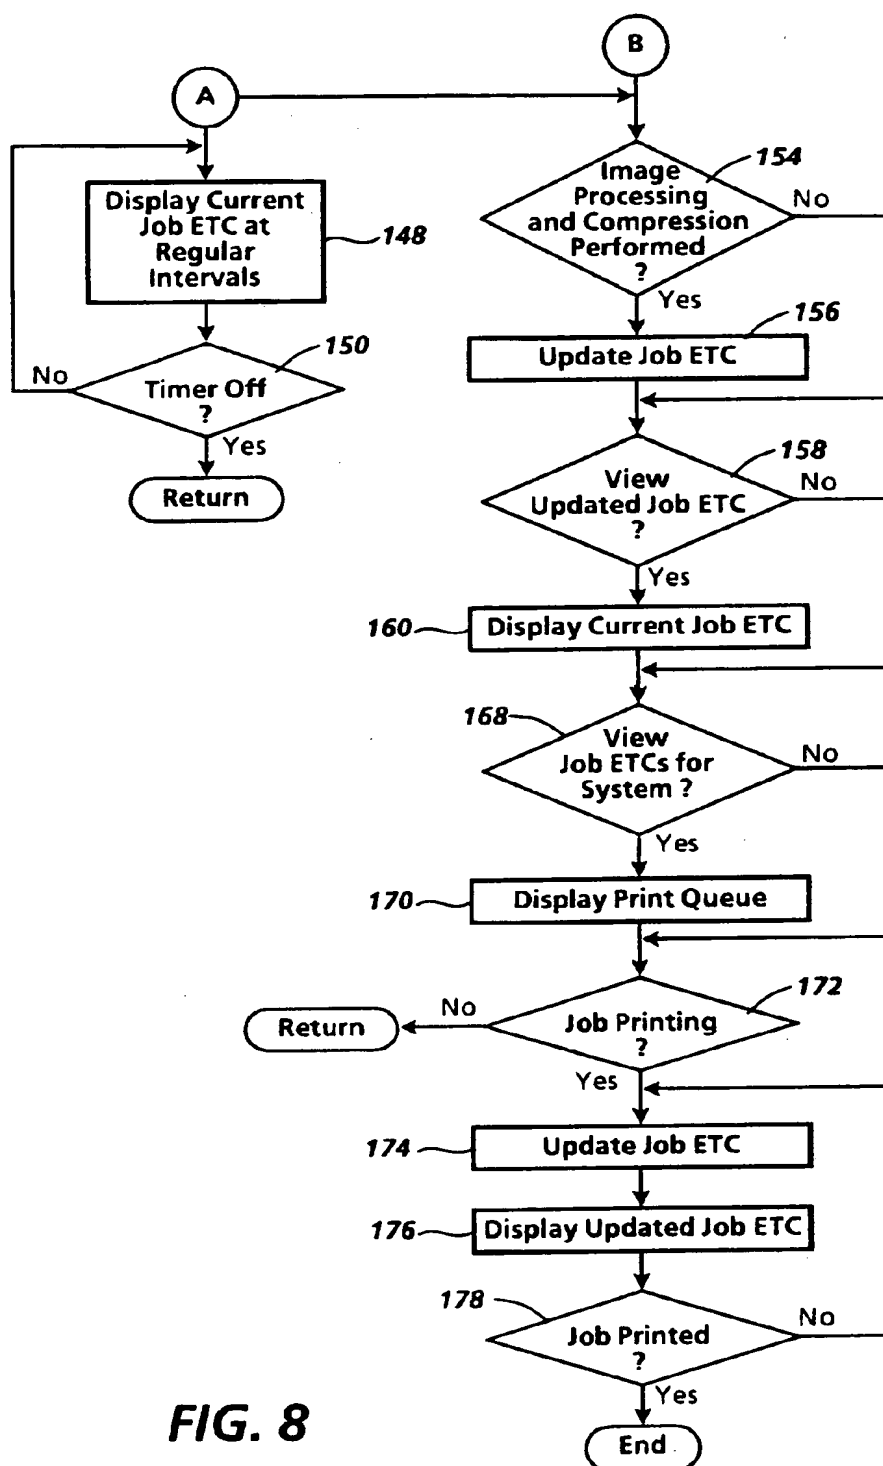 B
A
Display Current
Job ETC at
Regular
Intervals
148
150
No
Timer Off
?
Yes
Return
154
Image
Processing
and Compression
Performed
?
No
Yes
156
Update Job ETC
158
View
Updated Job ETC
?
No
Yes
160
Display Current Job ETC
168
View
Job ETCs for
System ?
No
Yes
170
Display Print Queue
172
Job Printing
?
No
Return
Yes
174
Update Job ETC
176
Display Updated Job ETC
178
Job Printed
?
No
Yes
End
FIG. 8